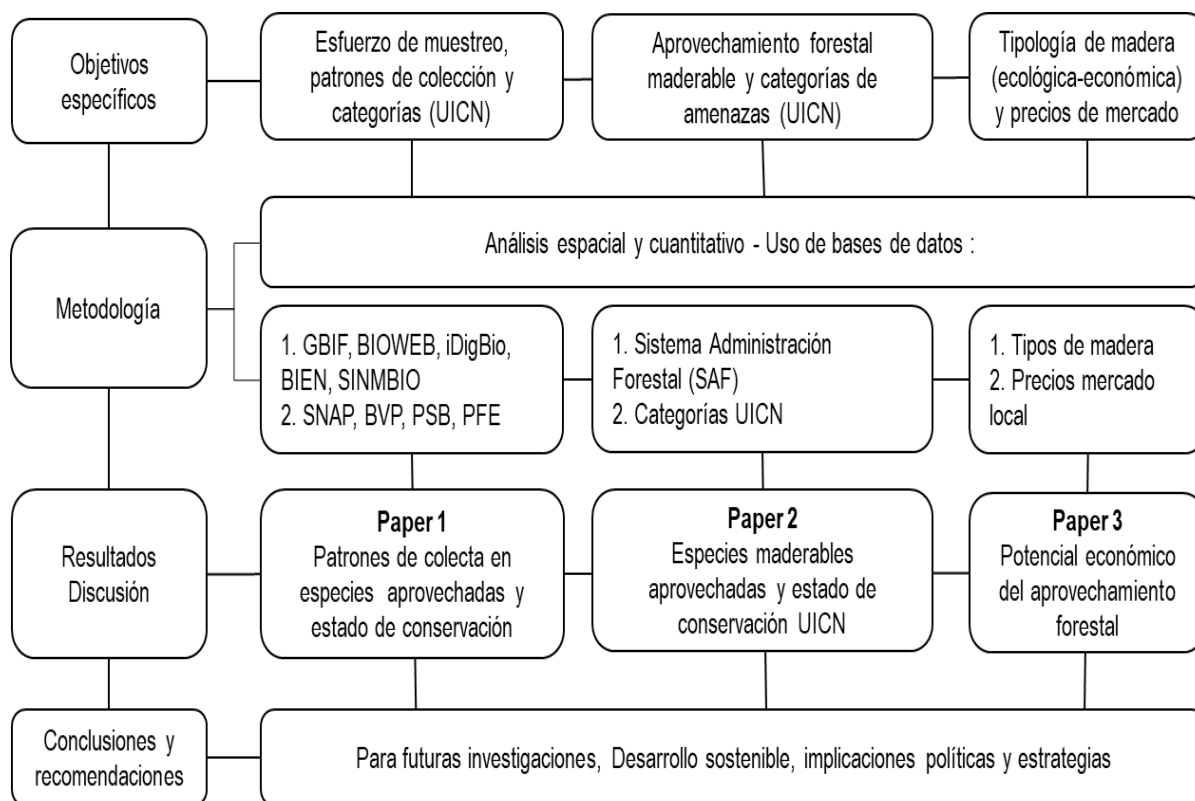 Objetivos
específicos
Esfuerzo de muestreo,
patrones de colección y
categorías (UICN)
Aprovechamiento forestal
maderable y categorías de
amenazas (UICN)
Tipología de madera
(ecológica-económica)
y precios de mercado
Metodología
Análisis espacial y cuantitativo - Uso de bases de datos :
1. GBIF, BIOWEB, iDigBio,
BIEN, SINMBIO
2. SNAP, BVP, PSB, PFE
1. Sistema Administración
Forestal (SAF)
2. Categorías UICN
1. Tipos de madera
2. Precios mercado
local
Resultados
Discusión
Paper 1
Patrones de colecta en
especies aprovechadas y
estado de conservación
Paper 2
Especies maderables
aprovechadas y estado de
conservación UICN
Paper 3
Potencial económico
del aprovechamiento
forestal
Conclusiones y
recomendaciones
Para futuras investigaciones, Desarrollo sostenible, implicaciones políticas y estrategias